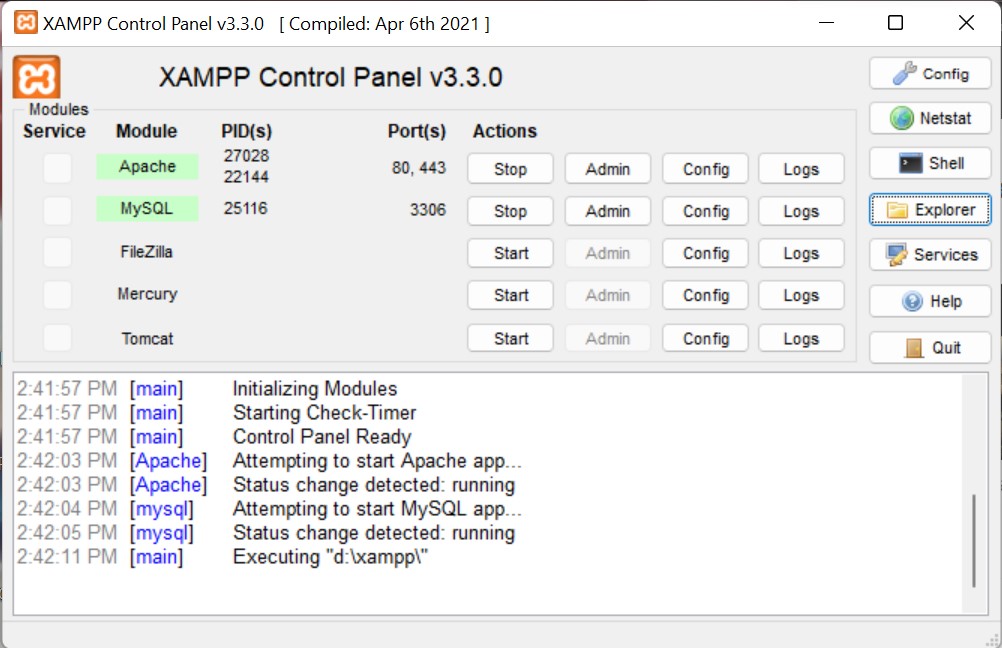 XAMPP Control Panel v3.3.0 [ Compiled: Apr 6th 2021 ]
XAMPP Control Panel v3.3.0
Config
Modules
Service Module PID(s) Port(s) Actions
Netstat
Apache 27028 22144 80, 443 Stop Admin Config Logs
Shell
MySQL 25116 3306 Stop Admin Config Logs
Explorer
FileZilla Start Admin Config Logs
Services
Mercury Start Admin Config Logs
Help
Tomcat Start Admin Config Logs
Quit
2:41:57 PM [main] Initializing Modules
2:41:57 PM [main] Starting Check-Timer
2:41:57 PM [main] Control Panel Ready
2:42:03 PM [Apache] Attempting to start Apache app...
2:42:03 PM [Apache] Status change detected: running
2:42:04 PM [mysql] Attempting to start MySQL app...
2:42:05 PM [mysql] Status change detected: running
2:42:11 PM [main] Executing "d:\xampp\"